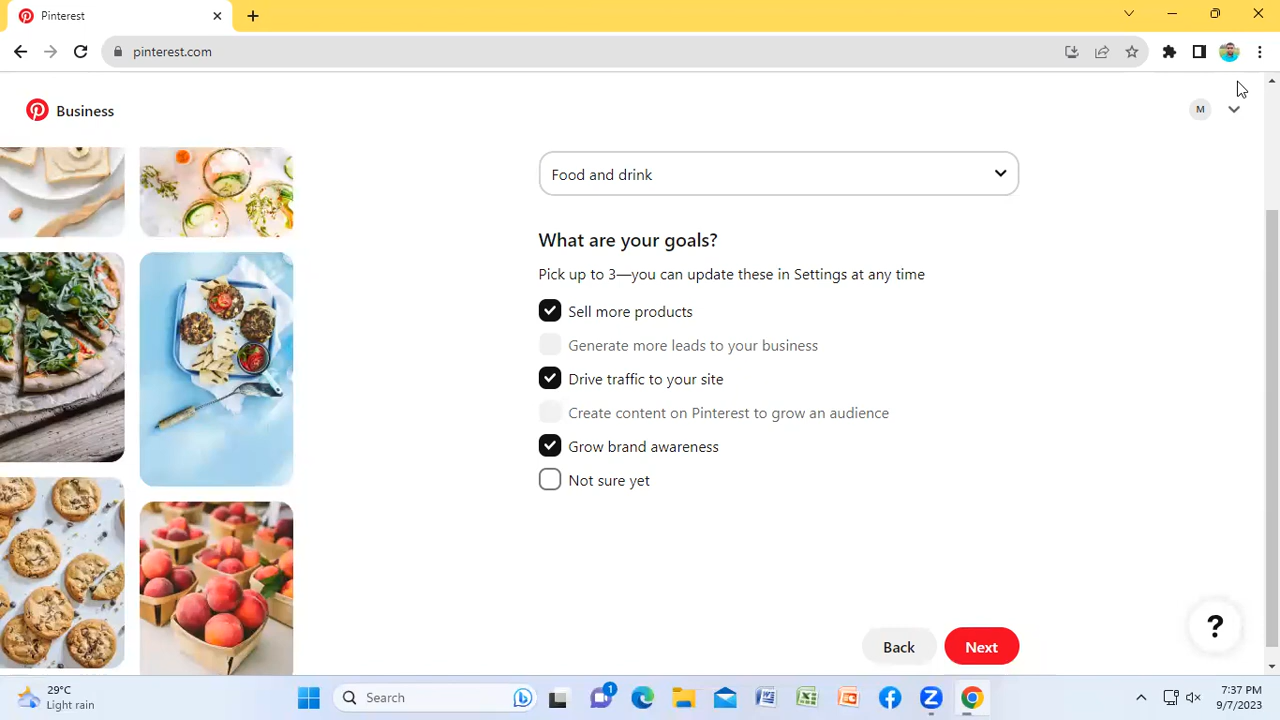 Pinterest
pinterest.com
Business
M
Food and drink
What are your goals?
Pick up to 3—you can update these in Settings at any time
Sell more products
Generate more leads to your business
Drive traffic to your site
Create content on Pinterest to grow an audience
Grow brand awareness
Not sure yet
?
Back
Next
29°C
Light rain
Search
1
7:37 PM
9/7/2023